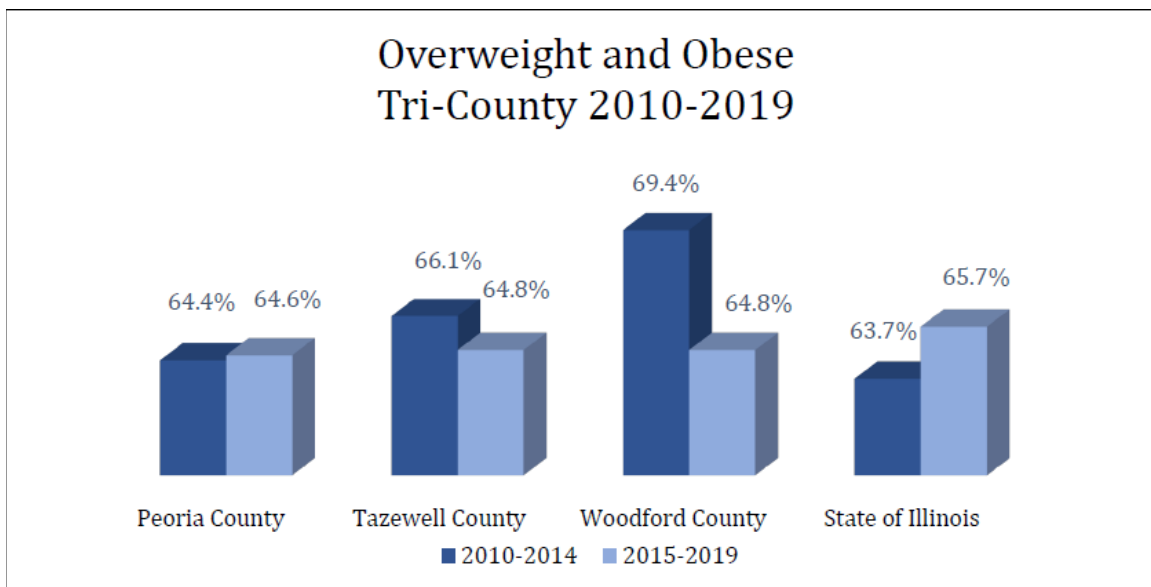 Overweight and Obese
Tri-County 2010-2019
69.4%
66.1%
64.4%
64.6%
64.8%
64.8%
63.7%
65.7%
Peoria County
Tazewell County
Woodford County
State of Illinois
2010-2014
2015-2019